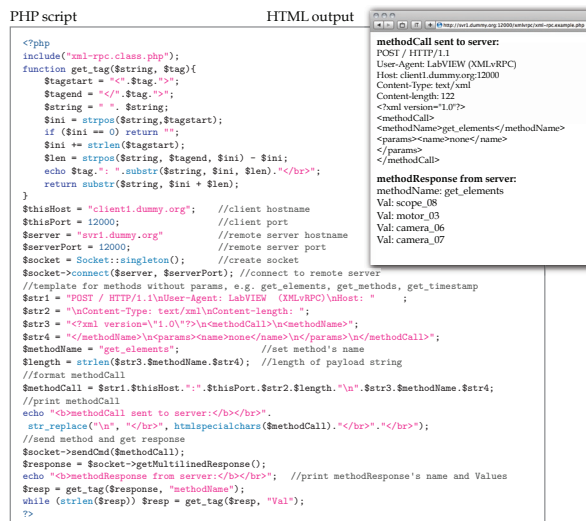 PHP script
HTML output
<?php
include("xml-rpc.class.php");
function get_tag($string, $tag){
    $tagstart = "<".$tag.">";
    $tagend = "</".$tag.">";
    $string = " ". $string;
    $ini = strpos($string,$tagstart);
    if ($ini == 0) return "";
    $ini += strlen($tagstart);
    $len = strpos($string, $tagend, $ini) - $ini;
    echo $tag.": ".substr($string, $ini, $len)."</br>";
    return substr($string, $ini + $len);
}
$thisHost = "client1.dummy.org";    //client hostname
$thisPort = 12000;    //client port
$server = "svr1.dummy.org"    //remote server hostname
$serverPort = 12000;    //remote server port
$socket = Socket::singleton();    //create socket
$socket->connect($server, $serverPort); //connect to remote server
//template for methods without params, e.g. get_elements, get_methods, get_timestamp
$str1 = "POST / HTTP/1.1\nUser-Agent: LabVIEW  (XMLvRPC)\nHost: "    ;
$str2 = "\nContent-Type: text/xml\nContent-length: ";
$str3 = "<?xml version=\"1.0\"?>\n<methodCall>\n<methodName>";
$str4 = "</methodName>\n<params><name>none</name>\n</params>\n</methodCall>";
$methodName = "get_elements";    //set method's name
$length = strlen($str3.$methodName.$str4);  //length of payload string
//format methodCall
$methodCall = $str1.$thisHost.":".$thisPort.$str2.$length."\n".$str3.$methodName.$str4;
//print methodCall
echo "<b>methodCall sent to server:</b></br>".
 str_replace("\n", "</br>", htmlspecialchars($methodCall)."</br>"."</br>");
//send method and get response
$socket->sendCmd($methodCall);
$response = $socket->getMultilinedResponse();
echo "<b>methodResponse from server:</b></br>";  //print methodResponse's name and Values
$resp = get_tag($response, "methodName");
while (strlen($resp)) $resp = get_tag($resp, "Val");
?>
http://svr1.dummy.org:12000/xmlvrpc/xml-rpc.example.php
methodCall sent to server:
POST / HTTP/1.1
User-Agent: LabVIEW (XMLvRPC)
Host: client1.dummy.org:12000
Content-Type: text/xml
Content-length: 122
<?xml version="1.0"?>
<methodCall>
<methodName>get_elements</methodName>
<params><name>none</name>
</params>
</methodCall>
methodResponse from server:
methodName: get_elements
Val: scope_08
Val: motor_03
Val: camera_06
Val: camera_07